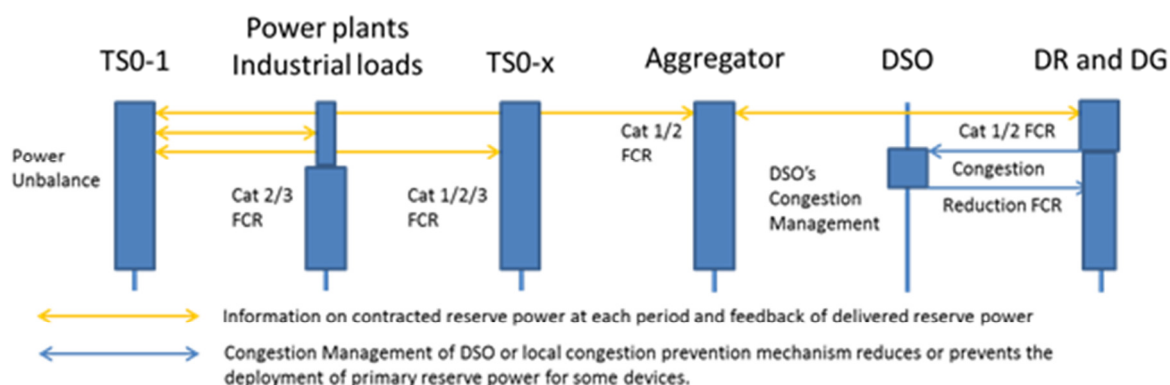 Power plants
TS0-1
Industrial loads
TS0-x
Aggregator
DSO
DR and DG
Power
Unbalance
Cat 2/3
FCR
Cat 1/2/3
FCR
Cat 1/2
FCR
DSO's
Congestion
Management
Cat 1/2 FCR
Congestion
Reduction FCR
Information on contracted reserve power at each period and feedback of delivered reserve power
Congestion Management of DSO or local congestion prevention mechanism reduces or prevents the
deployment of primary reserve power for some devices.